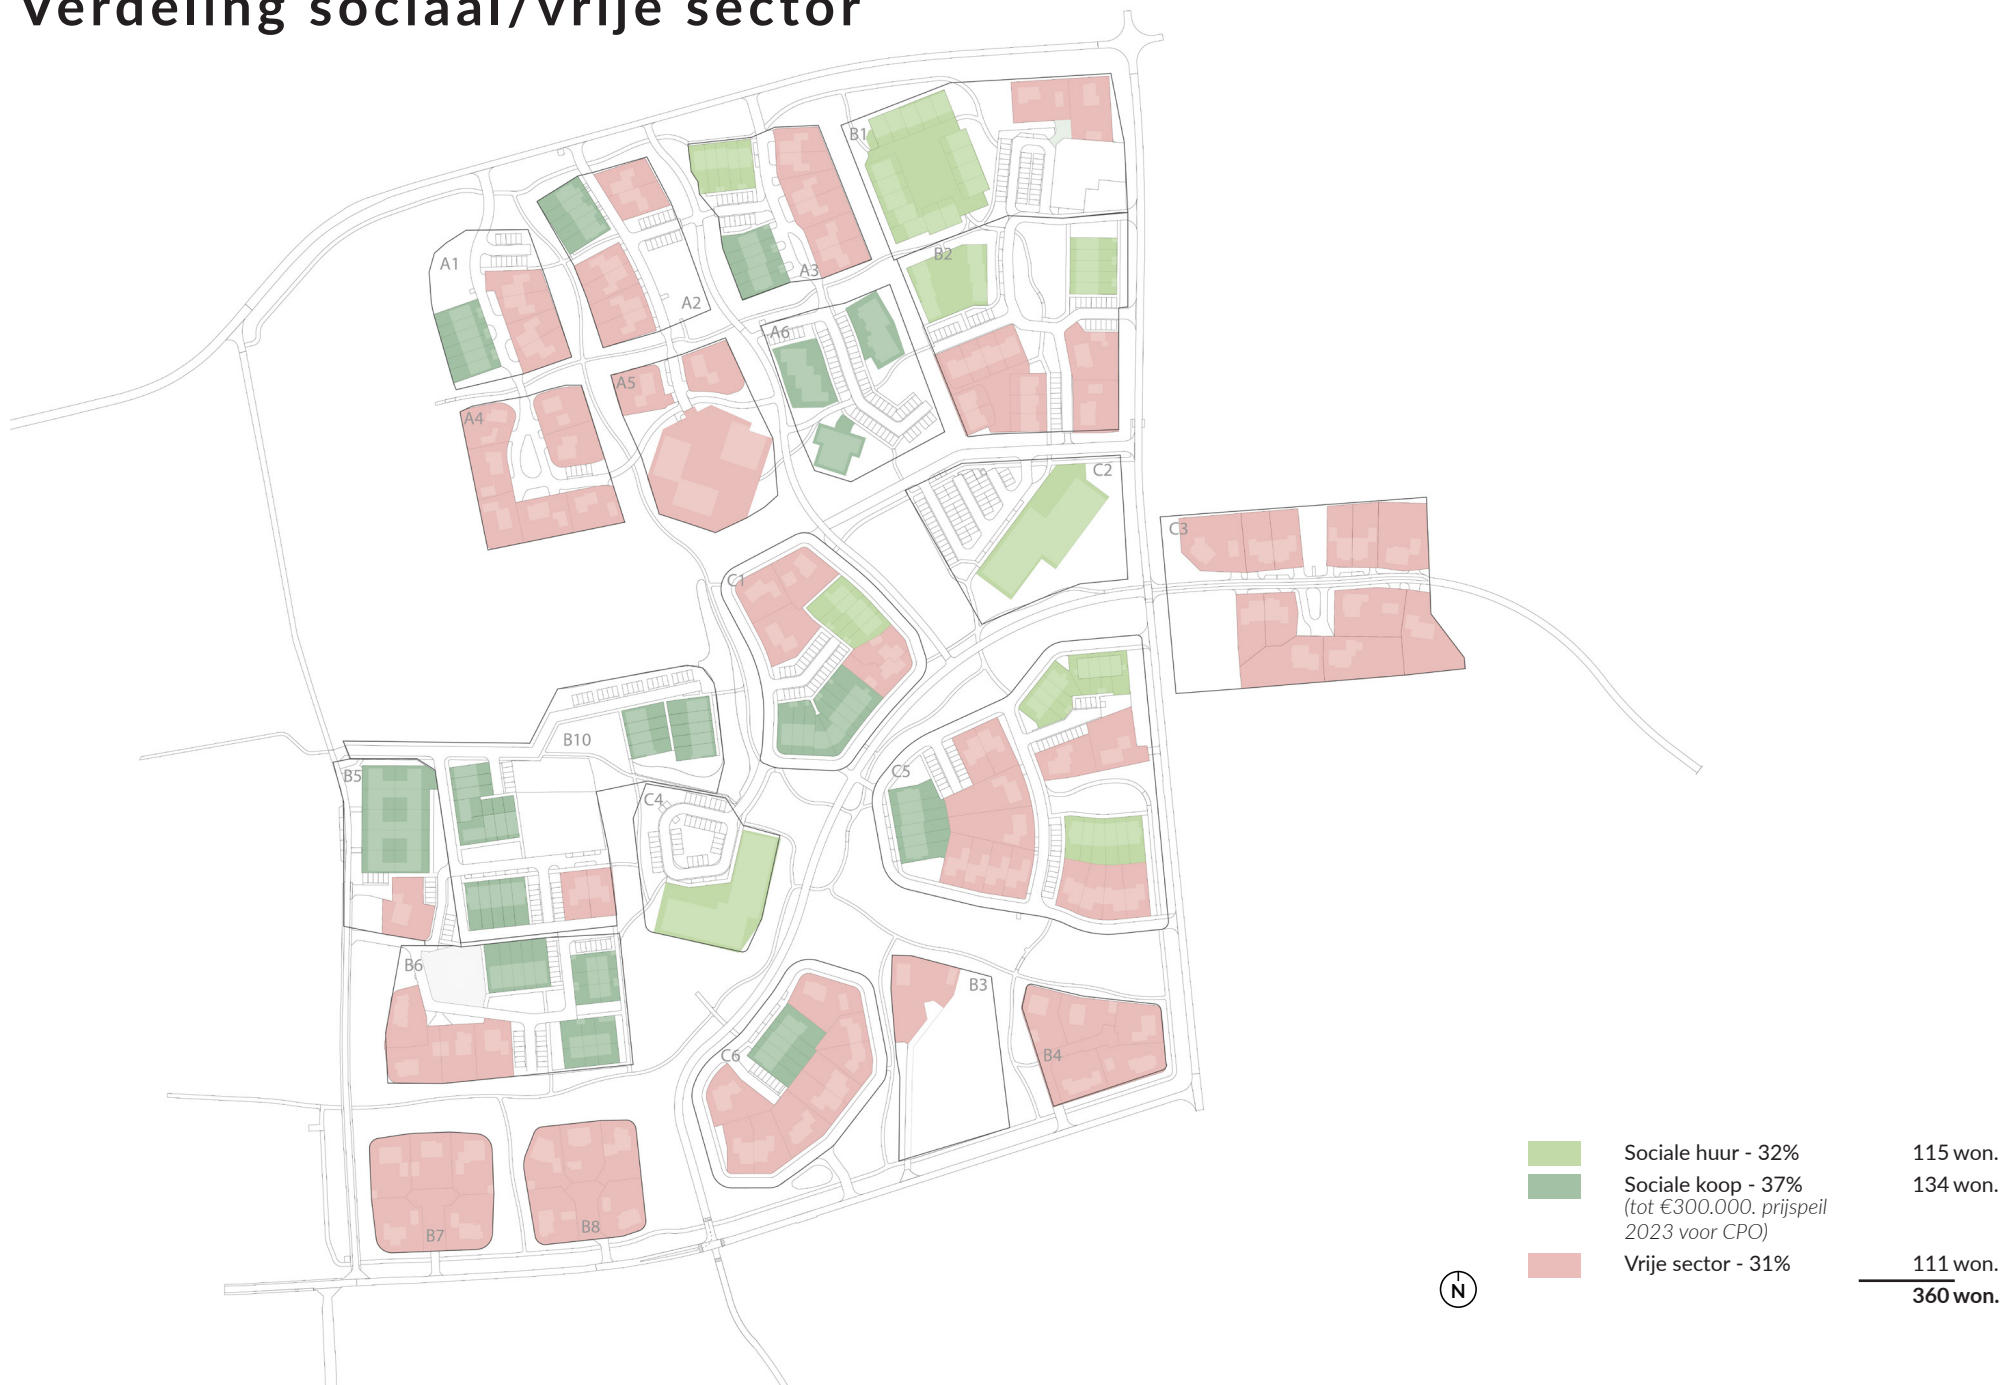 Verdeling sociaal/vrije sector
B1
A1
B2
A3
A2
A6
A5
A4
C2
C3
C1
B10
B5
C5
C4
B6
B3
C6
B4
B7
B8
Sociale huur - 32% 115 won.
Sociale koop - 37% 134 won.
(tot €300.000. prijspeil
2023 voor CPO)
Vrije sector - 31% 111 won.
360 won.
N